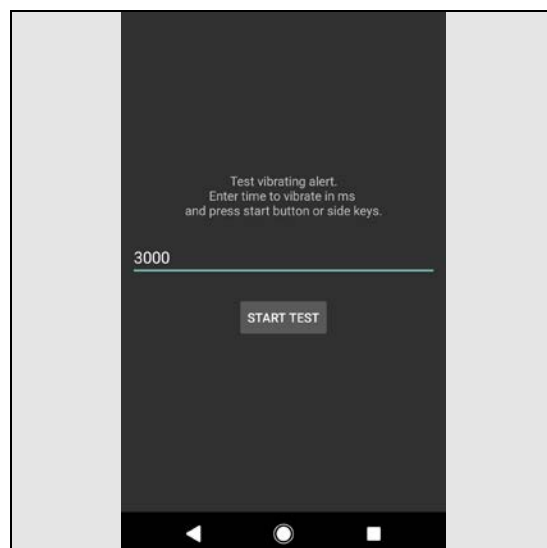 Test vibrating alert.
Enter time to vibrate in ms
and press start button or side keys.
3000
START TEST